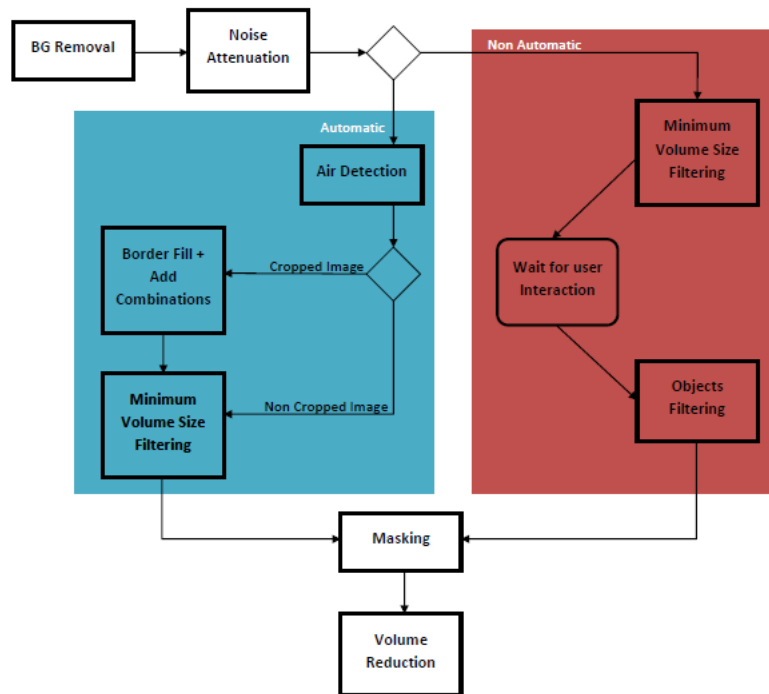 BG Removal
Noise
Attenuation
Non Automatic
Automatic
Minimum
Volume Size
Filtering
Air Detection
Border Fill +
Add
Combinations
Cropped Image
Wait for user
Interaction
Minimum
Volume Size
Filtering
Non Cropped Image
Objects
Filtering
Masking
Volume
Reduction